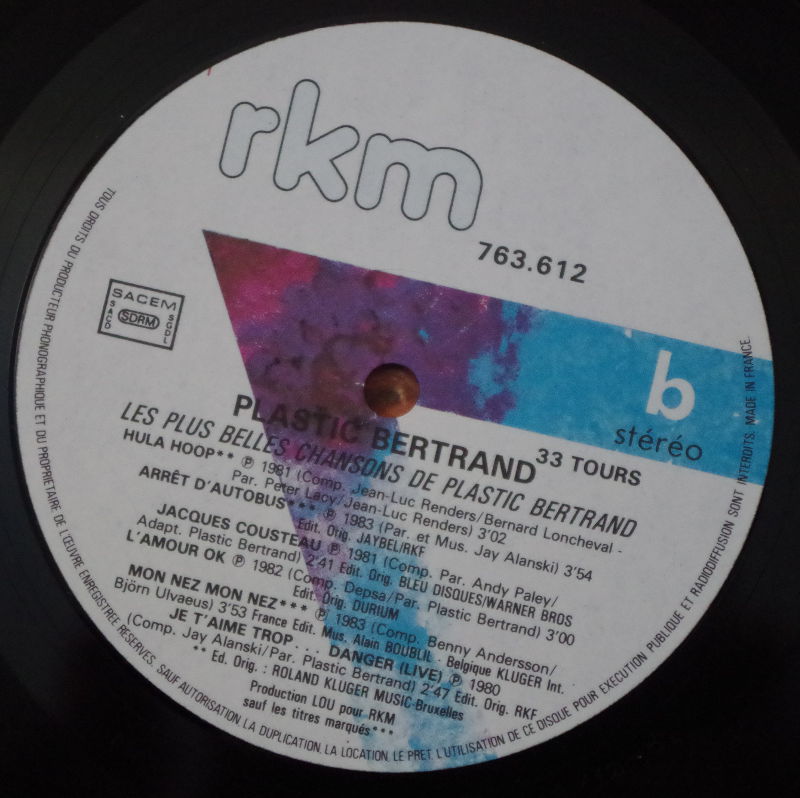 rkm
763.612
SACEM
SACD
SDRM
SGDL
b
stéréo
33 TOURS
PLASTIC BERTRAND
LES PLUS BELLES CHANSONS DE PLASTIC BERTRAND
HULA HOOP** ℗ 1981 (Comp. Jean-Luc Renders/Bernard Loncheval -
Par. Peter Lacy/Jean-Luc Renders) 3'02
Edit. Orig. JAYBEL/RKF
ARRÊT D'AUTOBUS*** ℗ 1983 (Par. et Mus. Jay Alanski) 3'54
Edit. Orig. BLEU DISQUES/WARNER BROS
JACQUES COUSTEAU ℗ 1981 (Comp. Par. Andy Paley/
Adapt. Plastic Bertrand) 2'41
L'AMOUR OK ℗ 1982 (Comp. Depsa/Par. Plastic Bertrand) 3'00
Edit. Orig. DURIUM
MON NEZ MON NEZ*** ℗ 1983 (Comp. Benny Andersson/
Björn Ulvaeus) 3'53 France Edit. Mus. Alain BOUBLIL - Belgique KLUGER Int.
JE T'AIME TROP... DANGER (LIVE) ℗ 1980
(Comp. Jay Alanski/Par. Plastic Bertrand) 2'47 Edit. Orig. RKF
** Ed. Orig. : ROLAND KLUGER MUSIC-Bruxelles
Production LOU pour RKM
sauf les titres marqués***
TOUS DROITS DU PRODUCTEUR PHONOGRAPHIQUE ET DU PROPRIETAIRE DE L'ŒUVRE ENREGISTREE RESERVES. SAUF AUTORISATION LA DUPLICATION, LA LOCATION, LE PRET, L'UTILISATION DE CE DISQUE POUR EXECUTION PUBLIQUE ET RADIODIFFUSION SONT INTERDITS. MADE IN FRANCE.